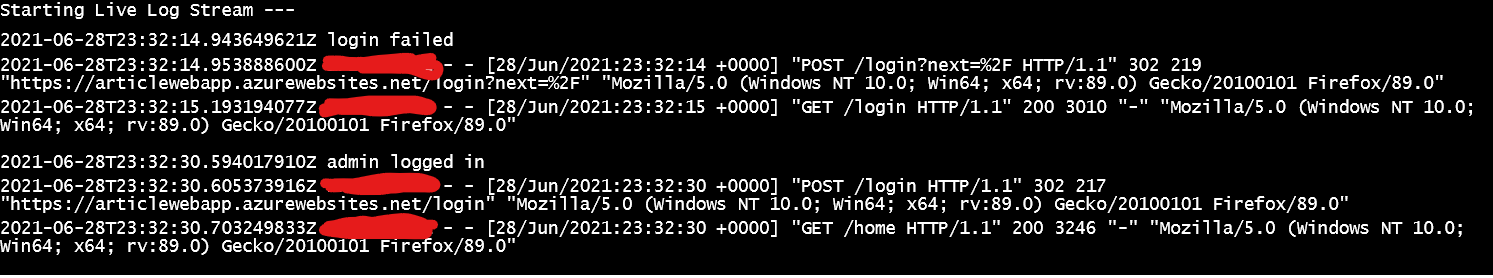 Starting Live Log Stream ---
2021-06-28T23:32:14.943649621Z login failed
2021-06-28T23:32:14.953888600Z - - [28/Jun/2021:23:32:14 +0000] "POST /login?next=%2F HTTP/1.1" 302 219
"https://articlewebapp.azurewebsites.net/login?next=%2F" "Mozilla/5.0 (Windows NT 10.0; Win64; x64; rv:89.0) Gecko/20100101 Firefox/89.0"
2021-06-28T23:32:15.193194077Z - - [28/Jun/2021:23:32:15 +0000] "GET /login HTTP/1.1" 200 3010 "-" "Mozilla/5.0 (Windows NT 10.0;
Win64; x64; rv:89.0) Gecko/20100101 Firefox/89.0"
2021-06-28T23:32:30.594017910Z admin logged in
2021-06-28T23:32:30.605373916Z - - [28/Jun/2021:23:32:30 +0000] "POST /login HTTP/1.1" 302 217
"https://articlewebapp.azurewebsites.net/login" "Mozilla/5.0 (Windows NT 10.0; Win64; x64; rv:89.0) Gecko/20100101 Firefox/89.0"
2021-06-28T23:32:30.703249833Z - - [28/Jun/2021:23:32:30 +0000] "GET /home HTTP/1.1" 200 3246 "-" "Mozilla/5.0 (Windows NT 10.0;
Win64; x64; rv:89.0) Gecko/20100101 Firefox/89.0"